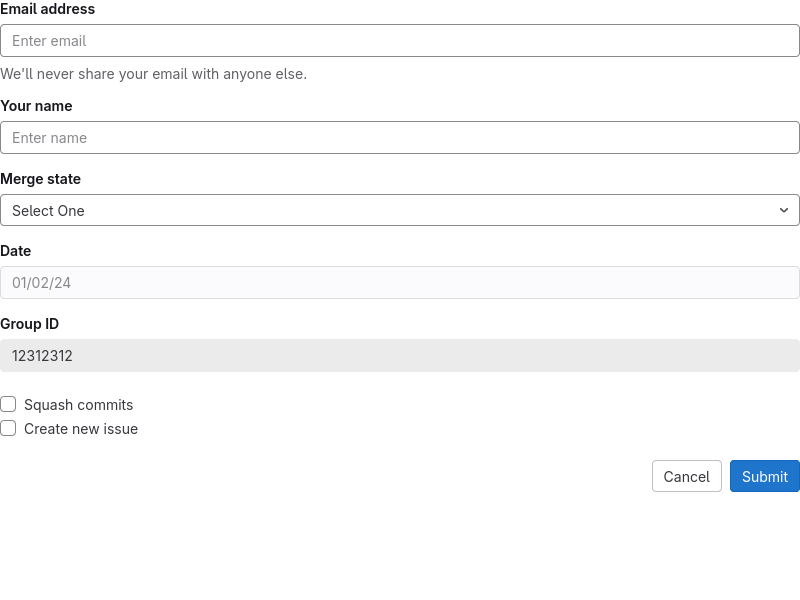 Email address
Enter email
We'll never share your email with anyone else.
Your name
Enter name
Merge state
Select One
Date
01/02/24
Group ID
12312312
Squash commits
Create new issue
Cancel Submit